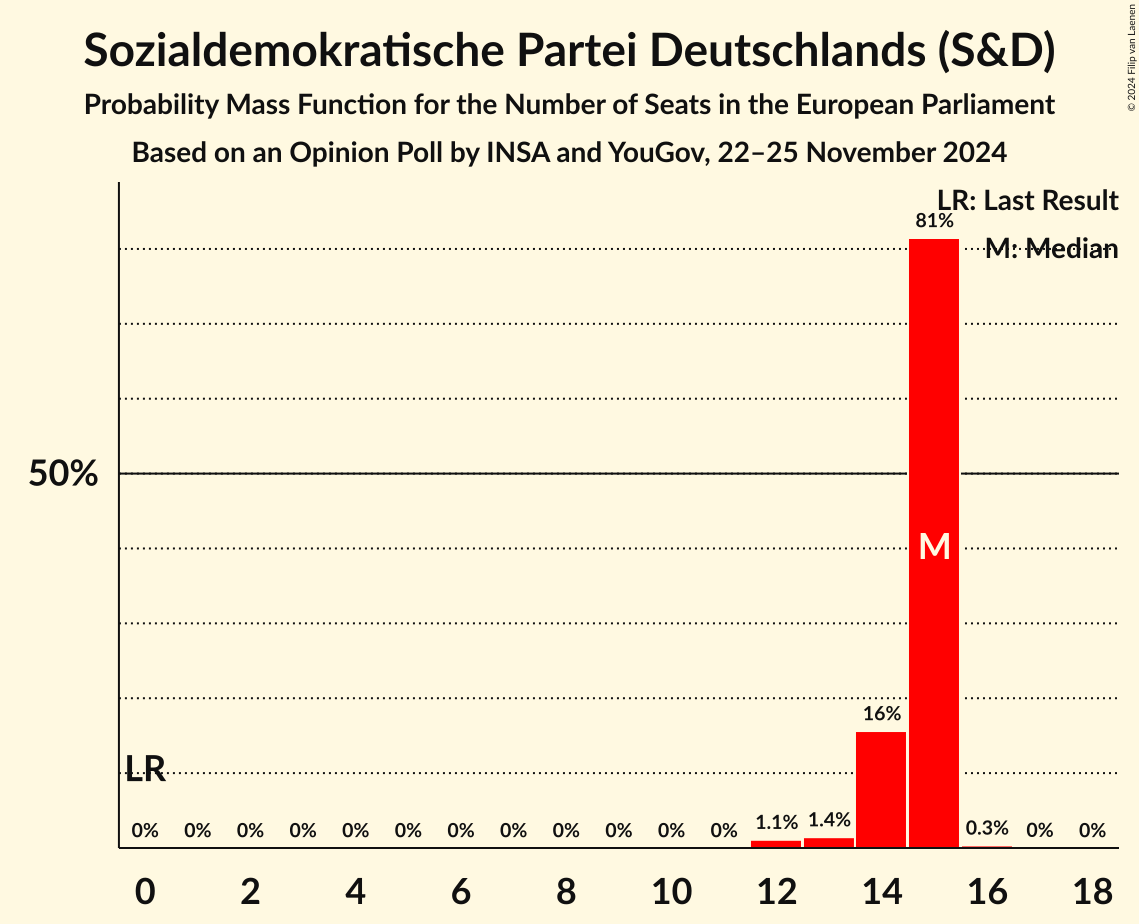 Sozialdemokratische Partei Deutschlands (S&D)
Probability Mass Function for the Number of Seats in the European Parliament
Based on an Opinion Poll by INSA and YouGov, 22–25 November 2024
© 2024 Filip van Laenen
LR: Last Result
M: Median
81%
50%
M
16%
LR
0% 0% 0% 0% 0% 0% 0% 0% 0% 0% 0% 0% 1.1% 1.4% 0.3% 0% 0%
0 2 4 6 8 10 12 14 16 18